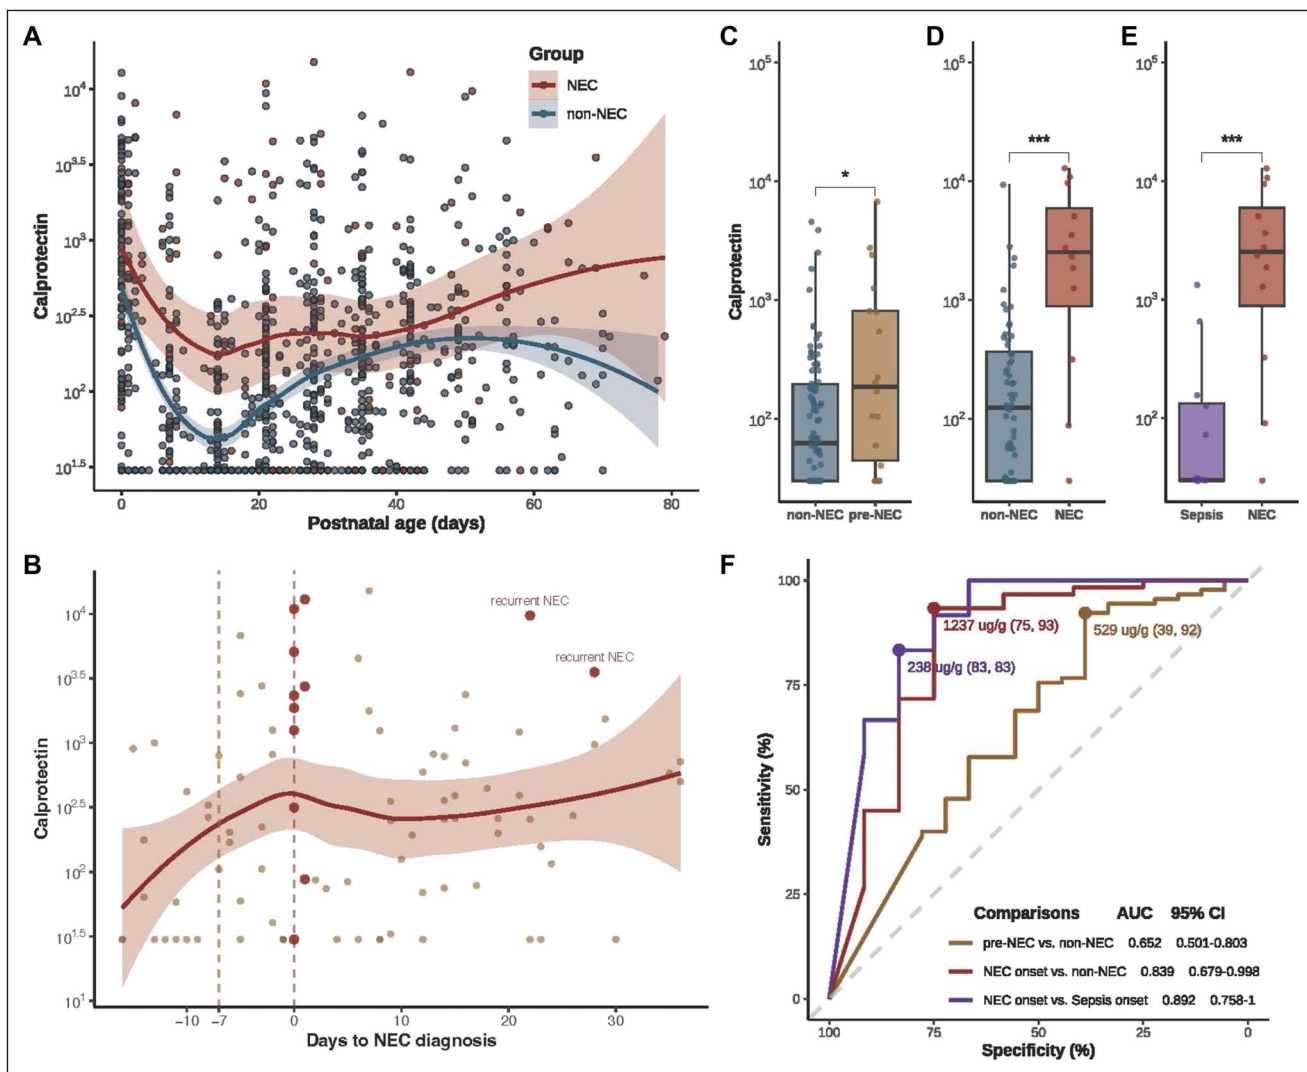 A
Group
NEC
non-NEC
Calprotectin
10^4
10^3.5
10^3
10^2.5
10^2
10^1.5
0 20 40 60 80
Postnatal age (days)
B
recurrent NEC
recurrent NEC
Calprotectin
10^4
10^3.5
10^3
10^2.5
10^2
10^1.5
10^1
−10 −7 0 10 20 30
Days to NEC diagnosis
C
*
Calprotectin
10^5
10^4
10^3
10^2
non-NEC pre-NEC
D
***
10^5
10^4
10^3
10^2
non-NEC NEC
E
***
10^5
10^4
10^3
10^2
Sepsis NEC
F
1237 ug/g (75, 93)
529 ug/g (39, 92)
238 ug/g (83, 83)
Sensitivity (%)
100
75
50
25
0
Comparisons AUC 95% CI
pre-NEC vs. non-NEC 0.652 0.501-0.803
NEC onset vs. non-NEC 0.839 0.679-0.998
NEC onset vs. Sepsis onset 0.892 0.758-1
100 75 50 25 0
Specificity (%)